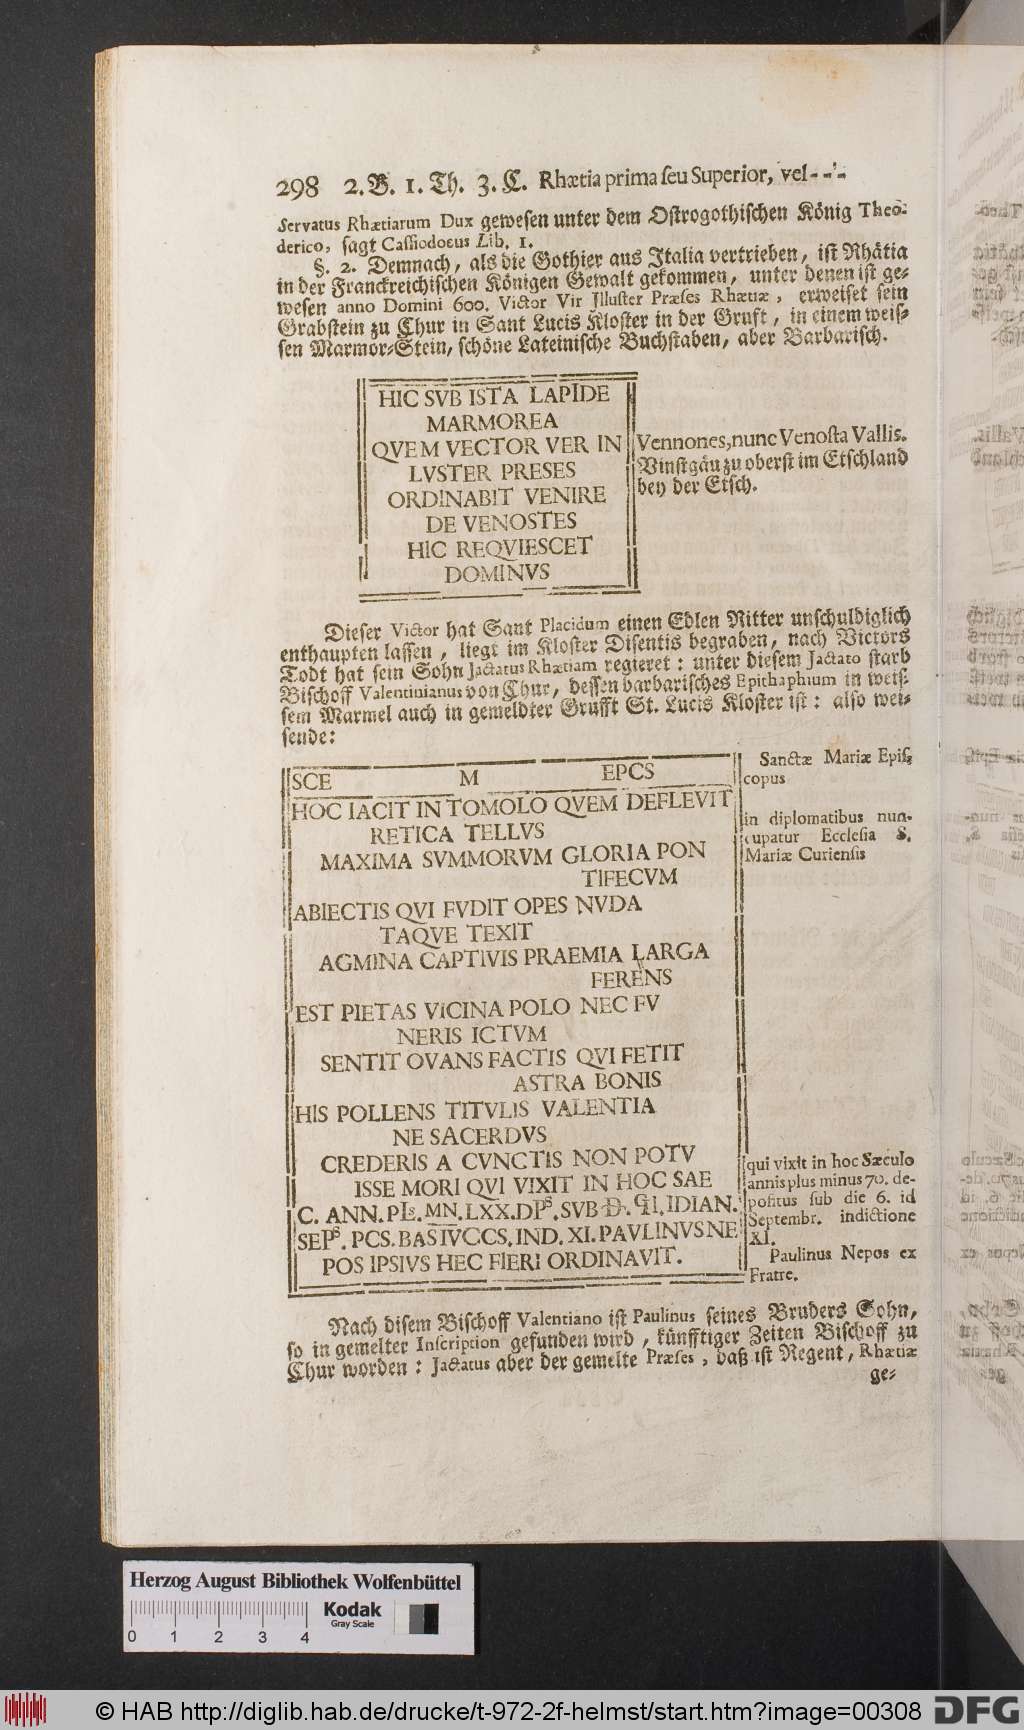 298 2. B. 1. Th. 3. C. Rhætia prima ſeu Superior, vel
Servatus Rhætiarum Dux geweſen unter dem Oſtrogothiſchen König Theo-
derico, ſagt Caſſiodorus Lib. 1.
§. 2. Demnach, als die Gothier aus Italia vertrieben, iſt Rhätia
in der Franckreichiſchen Königen Gewalt gekommen, unter denen iſt ge-
weſen anno Domini 600. Victor Vir Illuſter Præſes Rhætiæ, erweiſet ſein
Grabſtein zu Chur in Sant Lucis Kloſter in der Gruft, in einem weiſ-
ſen Marmor-Stein, ſchöne Lateiniſche Buchſtaben, aber Barbariſch.
HIC SVB ISTA LAPIDE
MARMOREA
QVEM VECTOR VER IN
LVSTER PRESES
ORDINABIT VENIRE
DE VENOSTES
HIC REQVIESCET
DOMINVS
Vennones, nunc Venoſta Vallis.
Vinſtgäu zu oberſt im Etſchland
bey der Etſch.
Dieſer Victor hat Sant Placidum einen Edlen Ritter unſchuldiglich
enthaupten laſſen, ligt im Kloſter Diſentis begraben, nach Victors
Todt hat ſein Sohn Jactatus Rhætiam regieret: unter dieſem Jactato ſtarb
Biſchoff Valentinianus von Chur, deſſen barbariſches Epithaphium in weiſ-
ſem Marmel auch in gemeldter Grufft St. Lucis Kloſter iſt: alſo wei-
ſende:
SCE M EPCS
HOC IACIT IN TOMOLO QVEM DEFLEVIT
RETICA TELLVS
MAXIMA SVMMORVM GLORIA PON
TIFECVM
ABIECTIS QVI FVDIT OPES NVDA
TAQVE TEXIT
AGMINA CAPTIVIS PRAEMIA LARGA
FERENS
EST PIETAS VICINA POLO NEC FV
NERIS ICTVM
SENTIT OVANS FACTIS QVI FETIT
ASTRA BONIS
HIS POLLENS TITVLIS VALENTIA
NE SACERDVS
CREDERIS A CVNCTIS NON POTV
ISSE MORI QVI VIXIT IN HOC SAE
C. ANN. PLs. MN. LXX. DPS. SVB D. IDIAN.
SEPS. PCS. BAS IVCCS. IND. XI. PAVLINVS NE
POS IPSIVS HEC FIERI ORDINAVIT.
Sanctæ Mariæ Epiſ-
copus
in diplomatibus nun-
cupatur Eccleſia S.
Mariæ Curienſis
qui vixit in hoc Sæculo
annis plus minus 70. de-
poſitus ſub die 6. id
Septembr. indictione
XI.
Paulinus Nepos ex
Fratre.
Nach diſem Biſchoff Valentiano iſt Paulinus ſeines Bruders Sohn,
ſo in gemelter Inſcription gefunden wird, künfftiger Zeiten Biſchoff zu
Chur worden: Jactatus aber der gemelte Præſes, daß iſt Regent, Rhætiæ
ge-
Herzog August Bibliothek Wolfenbüttel
Kodak
Gray Scale
0 1 2 3 4
© HAB http://diglib.hab.de/drucke/t-972-2f-helmst/start.htm?image=00308
DFG